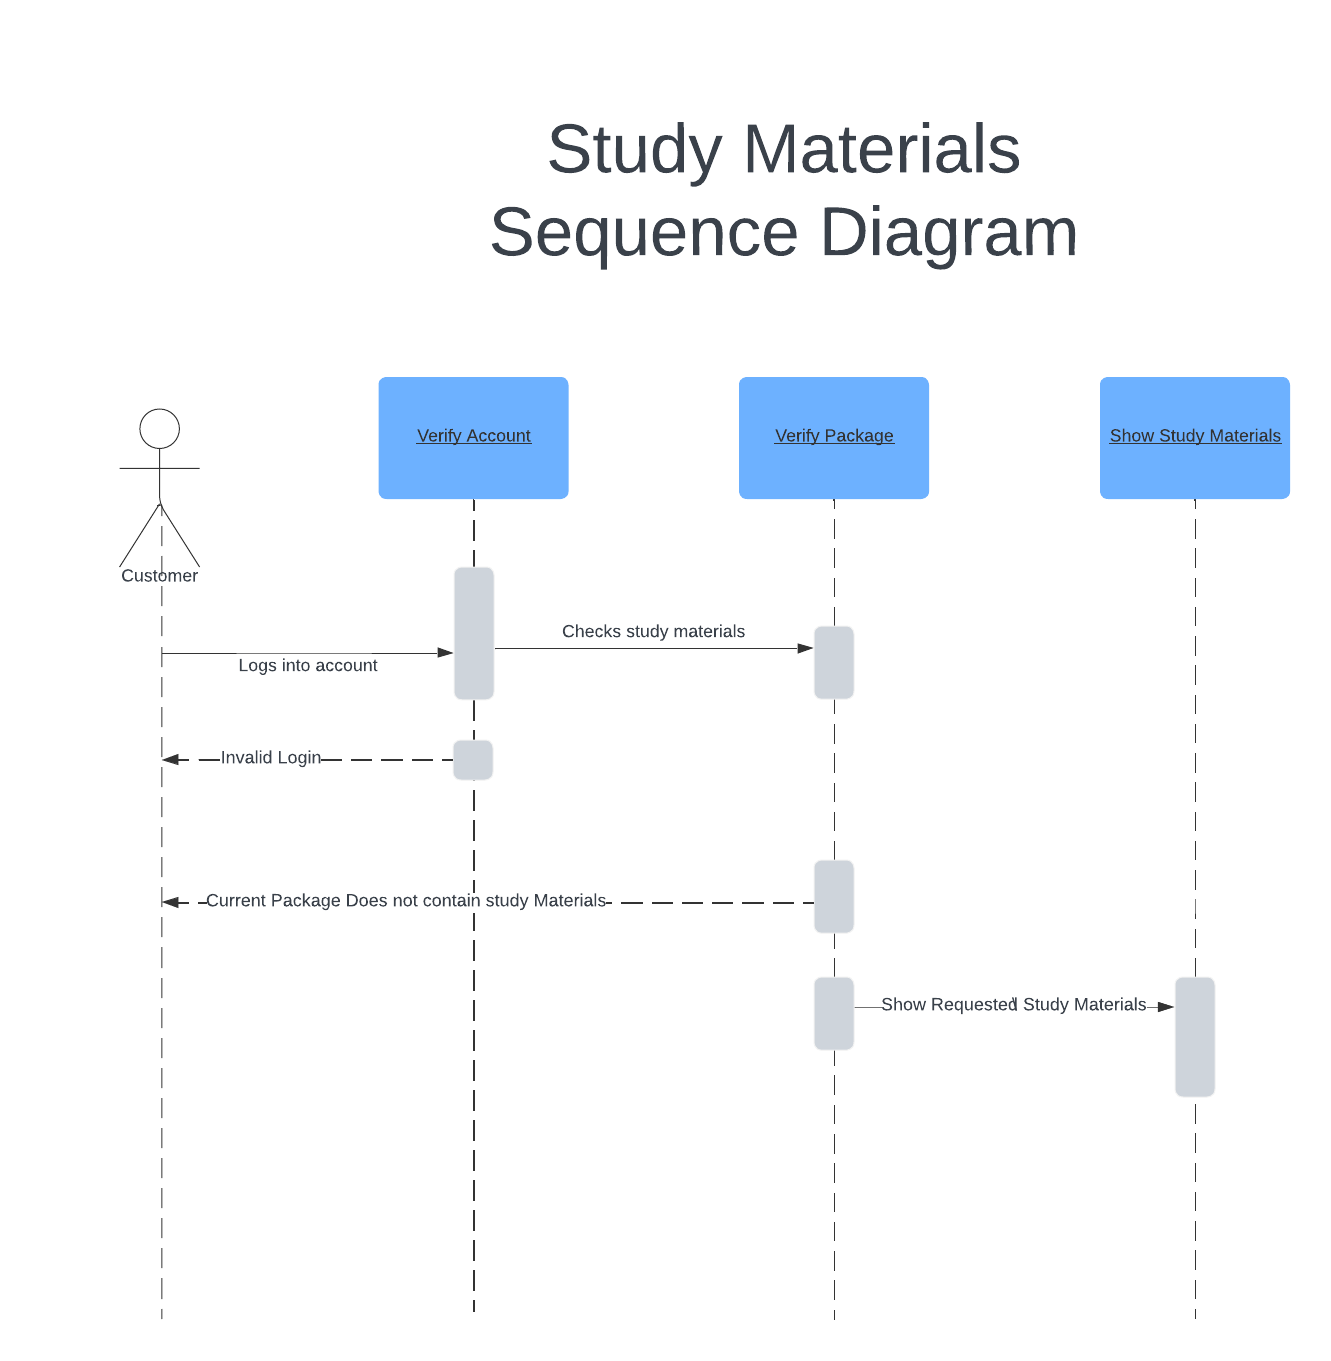 Study Materials
Sequence Diagram
Verify Account
Verify Package
Show Study Materials
Customer
Checks study materials
Logs into account
Invalid Login
Current Package Does not contain study Materials
Show Requested\ Study Materials